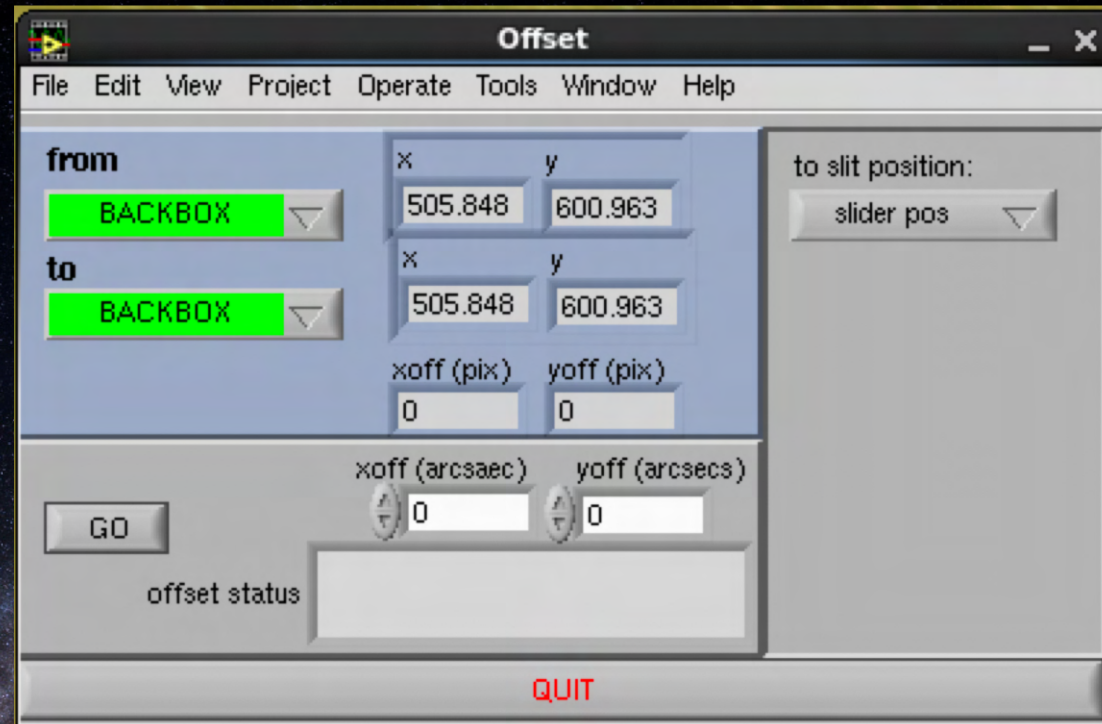 Offset
File Edit View Project Operate Tools Window Help
from
x y
BACKBOX 505.848 600.963
to slit position:
slider pos
to
x y
BACKBOX 505.848 600.963
xoff (pix) yoff (pix)
0 0
xoff (arcsaec) yoff (arcsecs)
GO 0 0
offset status
QUIT